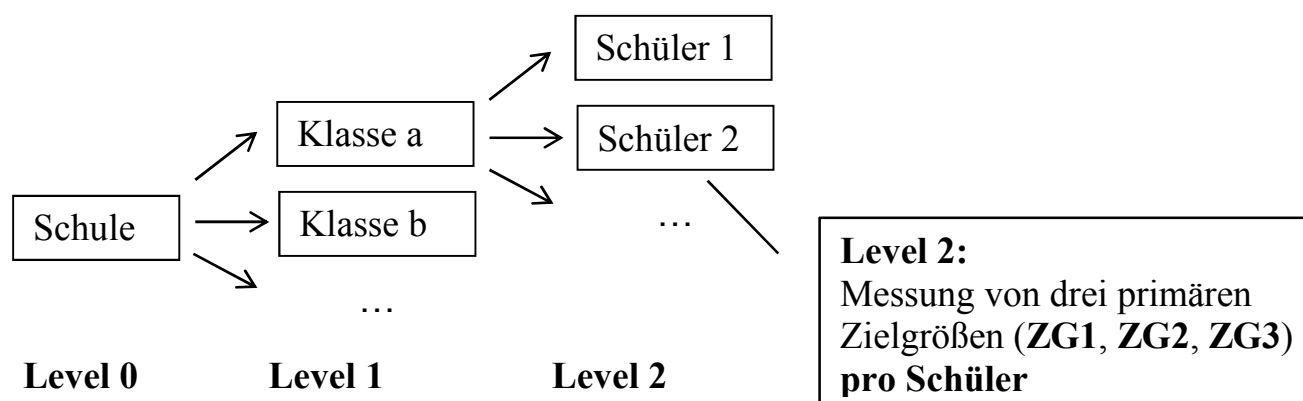 Schüler 1
Klasse a
Schüler 2
Schule
Klasse b
…
…
Level 0
Level 1
Level 2
Level 2:
Messung von drei primären
Zielgrößen (ZG1, ZG2, ZG3)
pro Schüler